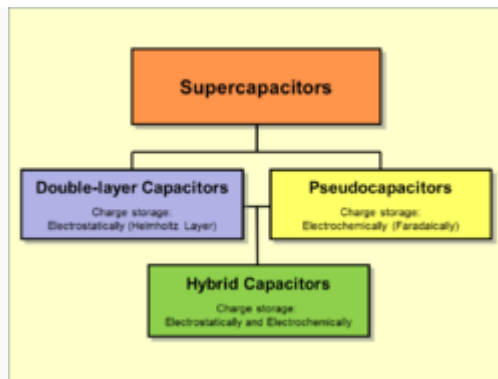 Supercapacitors
Double-layer Capacitors
Charge storage:
Electrostatically (Helmholtz Layer)
Pseudocapacitors
Charge storage:
Electrochemically (Faradaically)
Hybrid Capacitors
Charge storage:
Electrostatically and Electrochemically